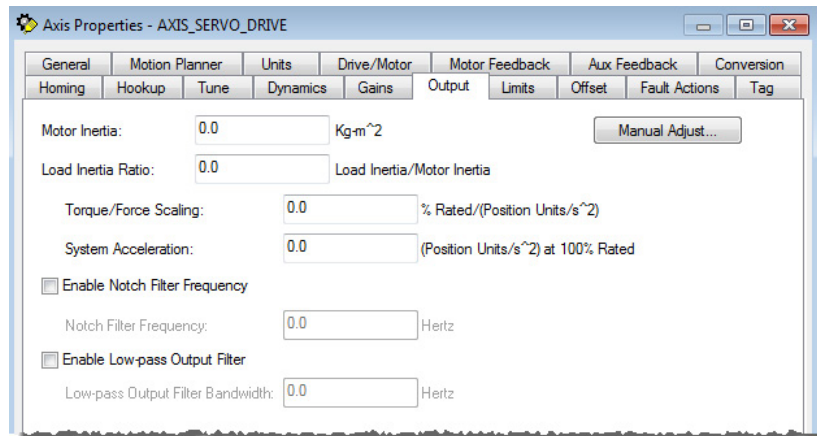 Axis Properties - AXIS_SERVO_DRIVE
General Motion Planner Units Drive/Motor Motor Feedback Aux Feedback Conversion
Homing Hookup Tune Dynamics Gains Output Limits Offset Fault Actions Tag
Motor Inertia: 0.0 Kg-m^2 Manual Adjust...
Load Inertia Ratio: 0.0 Load Inertia/Motor Inertia
Torque/Force Scaling: 0.0 % Rated/(Position Units/s^2)
System Acceleration: 0.0 (Position Units/s^2) at 100% Rated
Enable Notch Filter Frequency
Notch Filter Frequency: 0.0 Hertz
Enable Low-pass Output Filter
Low-pass Output Filter Bandwidth: 0.0 Hertz